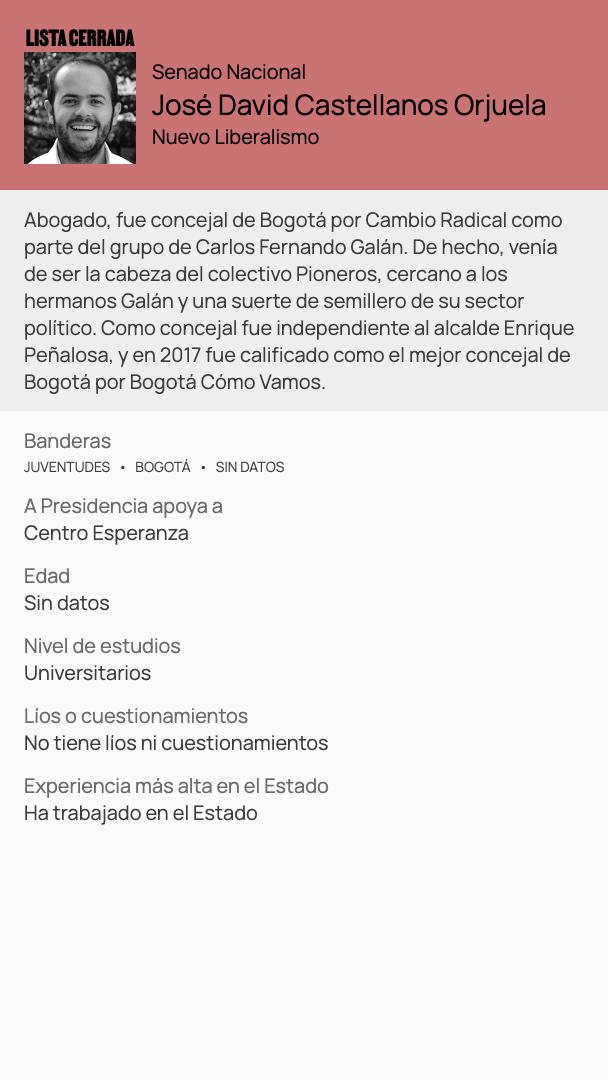 LISTA CERRADA
Senado Nacional
José David Castellanos Orjuela
Nuevo Liberalismo
Abogado, fue concejal de Bogotá por Cambio Radical como
parte del grupo de Carlos Fernando Galán. De hecho, venía
de ser la cabeza del colectivo Pioneros, cercano a los
hermanos Galán y una suerte de semillero de su sector
político. Como concejal fue independiente al alcalde Enrique
Peñalosa, y en 2017 fue calificado como el mejor concejal de
Bogotá por Bogotá Cómo Vamos.
Banderas
JUVENTUDES • BOGOTÁ • SIN DATOS
A Presidencia apoya a
Centro Esperanza
Edad
Sin datos
Nivel de estudios
Universitarios
Líos o cuestionamientos
No tiene líos ni cuestionamientos
Experiencia más alta en el Estado
Ha trabajado en el Estado